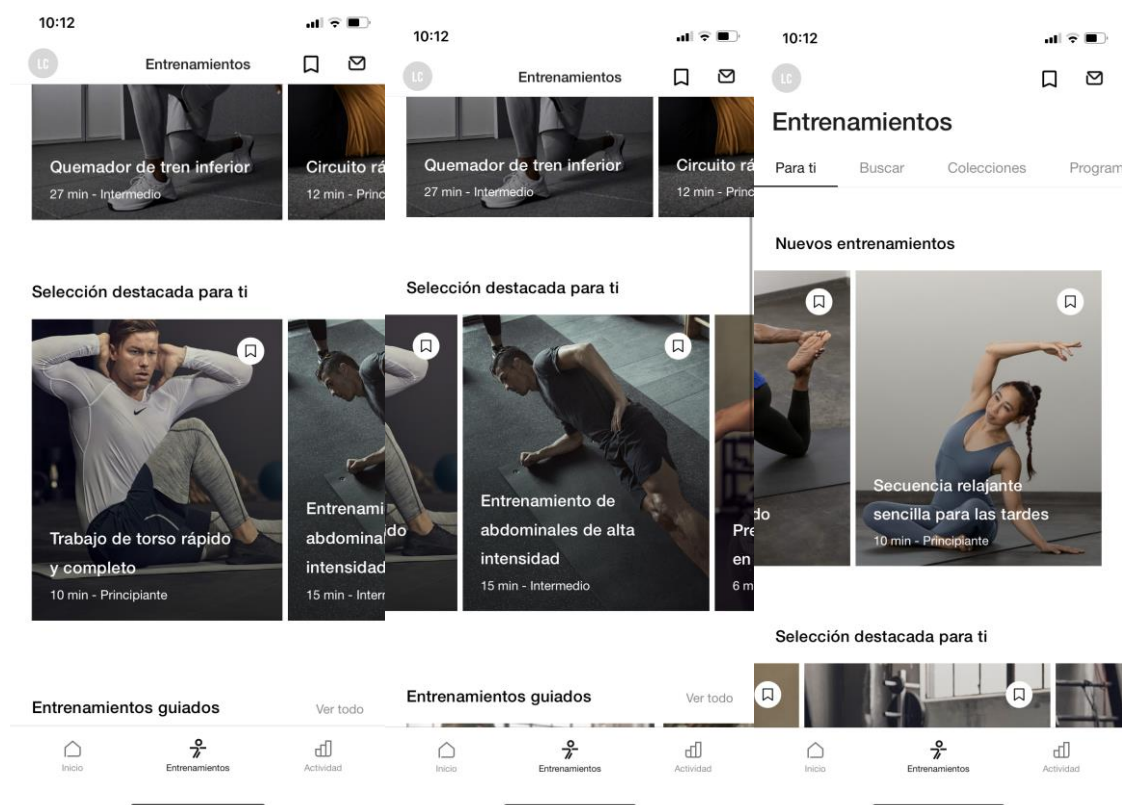 10:12
LC
Entrenamientos
Quemador de tren inferior
27 min - Intermedio
Circuito rá
12 min - Princ
Selección destacada para ti
Trabajo de torso rápido
y completo
10 min - Principiante
Entrenami
abdomina
intensidad
15 min - Interr
Entrenamientos guiados
Ver todo
Inicio
Entrenamientos
Actividad
10:12
LC
Entrenamientos
Quemador de tren inferior
27 min - Intermedio
Circuito rá
12 min - Princ
Selección destacada para ti
ido
Entrenamiento de
abdominales de alta
intensidad
15 min - Intermedio
Pre
en
6 m
Entrenamientos guiados
Ver todo
Inicio
Entrenamientos
Actividad
10:12
LC
Entrenamientos
Para ti
Buscar
Colecciones
Program
Nuevos entrenamientos
do
Secuencia relajante
sencilla para las tardes
10 min - Principiante
Selección destacada para ti
Inicio
Entrenamientos
Actividad